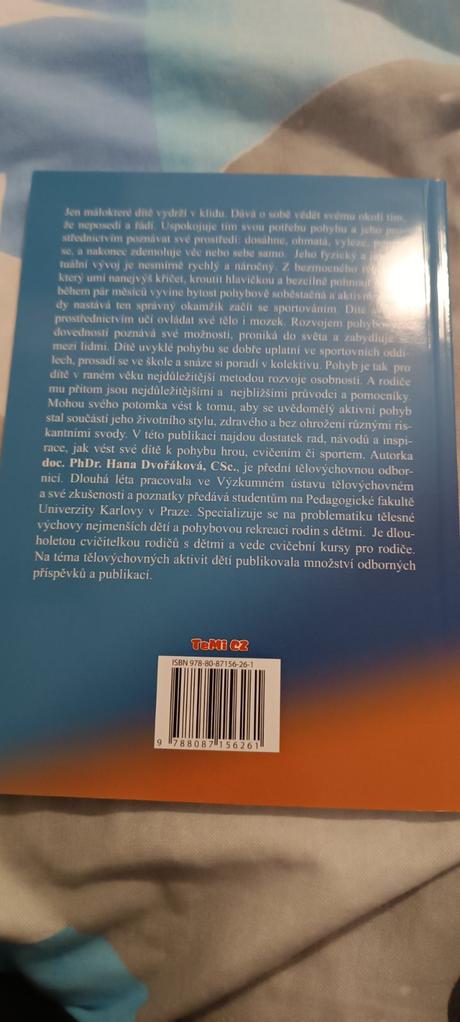 Jen málokteré dítě vydrží v klidu. Dává o sobě vědět svému okolí tím,
že neposedí a řádí. Uspokojuje tím svou potřebu pohybu a jeho
střednictvím poznávat své prostředí: dosáhne, ohmatá, vyleze,
se, a nakonec zdemoluje věc nebo sebe samo. Jeho fyzický a
tuální vývoj je nesmírně rychlý a náročný. Z bezmocného
který umí nanejvýš křičet, kroutit hlavičkou a bezcílně pohnout
během pár měsíců vyvine bytost pohybově soběstačná a aktivní
dy nastává ten správný okamžik začít se sportováním. Dítě
prostřednictvím učí ovládat své tělo i mozek. Rozvojem
dovedností poznává své možnosti, proniká do světa a zabydluje
mezi lidmi. Dítě uvyklé pohybu se dobře uplatní ve sportovních oddí-
lech, prosadí se ve škole a snáze si poradí v kolektivu. Pohyb je tak pro
dítě v raném věku nejdůležitější metodou rozvoje osobnosti. A rodiče
mu přitom jsou nejdůležitějšími a nejbližšími průvodci a pomocníky.
Mohou svého potomka vést k tomu, aby se uvědomělý aktivní pohyb
stal součástí jeho životního stylu, zdravého a bez ohrožení různými ris-
kantními svody. V této publikaci najdou dostatek rad, návodů a inspi-
race, jak vést své dítě k pohybu hrou, cvičením či sportem. Autorka
doc. PhDr. Hana Dvořáková, CSc., je přední tělovýchovnou odbor-
nicí. Dlouhá léta pracovala ve Výzkumném ústavu tělovýchovném
a své zkušenosti a poznatky předává studentům na Pedagogické fakultě
Univerzity Karlovy v Praze. Specializuje se na problematiku tělesné
výchovy nejmenších dětí a pohybovou rekreaci rodin s dětmi. Je dlou-
holetou cvičitelkou rodičů s dětmi a vede cvičební kursy pro rodiče.
Na téma tělovýchovných aktivit dětí publikovala množství odborných
příspěvků a publikací.
TeMi CZ
ISBN 978-80-87156-26-1
9 788087 156261